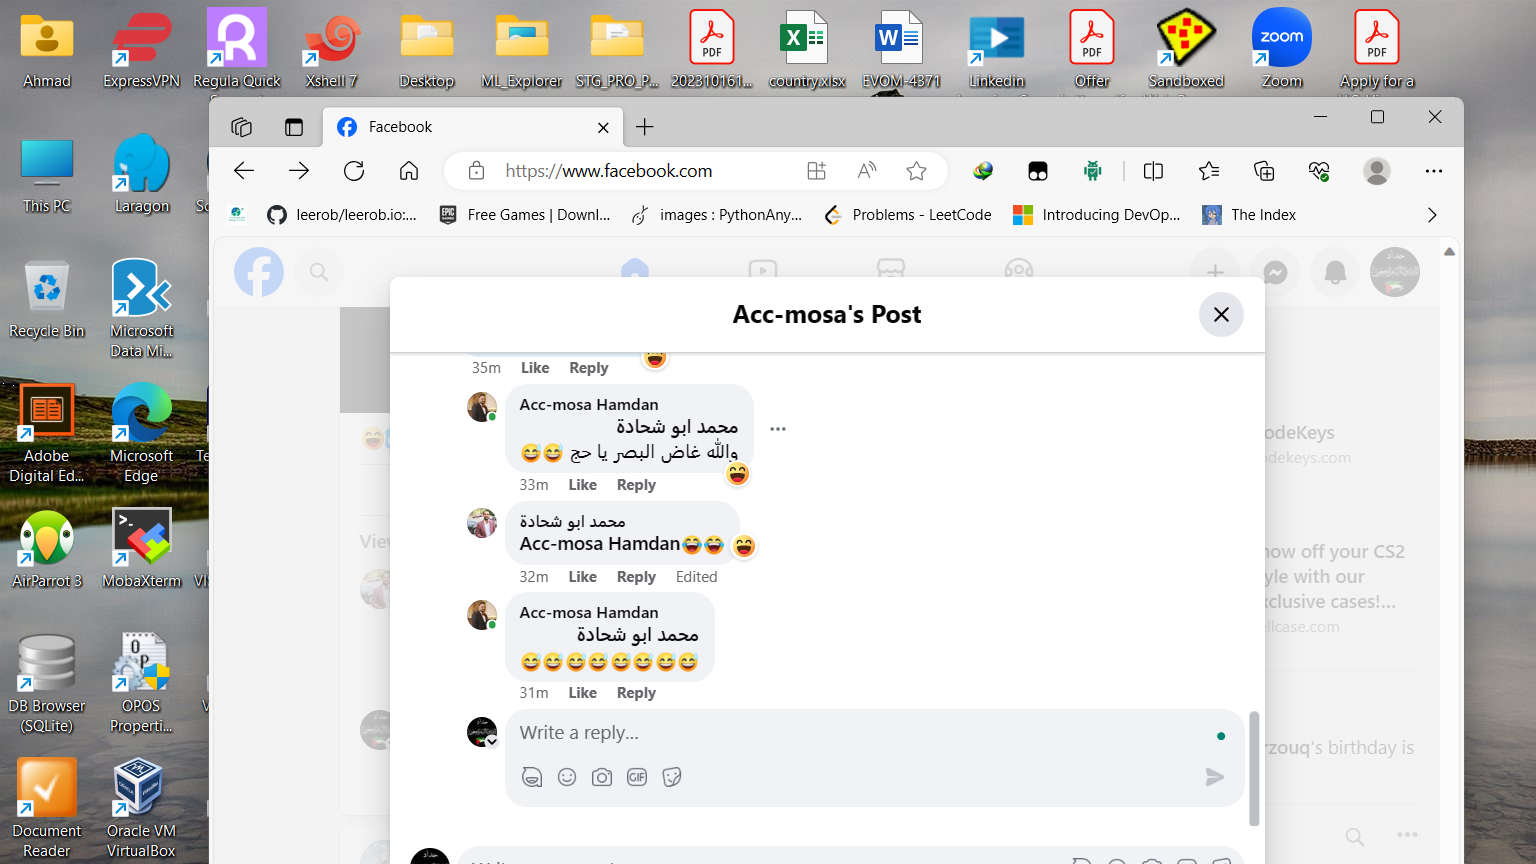 Ahmad
ExpressVPN
Regula Quick
Xshell 7
Desktop
ML_Explorer
STG_PRO_P...
202310161...
country.xlsx
EVOM-4371
Linkedin
Offer
Sandboxed
Zoom
Apply for a
Facebook
https://www.facebook.com
leerob/leerob.io:...
Free Games | Downl...
images : PythonAny...
Problems - LeetCode
Introducing DevOp...
The Index
This PC
Laragon
Recycle Bin
Microsoft
Data Mi...
Adobe
Digital Ed...
Microsoft
Edge
AirParrot 3
MobaXterm
DB Browser
(SQLite)
OPOS
Properti...
Document
Reader
Oracle VM
VirtualBox
Acc-mosa's Post
35m Like Reply
Acc-mosa Hamdan
محمد ابو شحادة
والله غاض البصر يا حج 😅😅
33m Like Reply
محمد ابو شحادة
Acc-mosa Hamdan😂😂
32m Like Reply Edited
Acc-mosa Hamdan
محمد ابو شحادة
😅😅😅😅😅😅😅😅
31m Like Reply
Write a reply...
GIF
View
odeKeys
odekeys.com
now off your CS2
yle with our
xclusive cases!...
ellcase.com
rzouq's birthday is